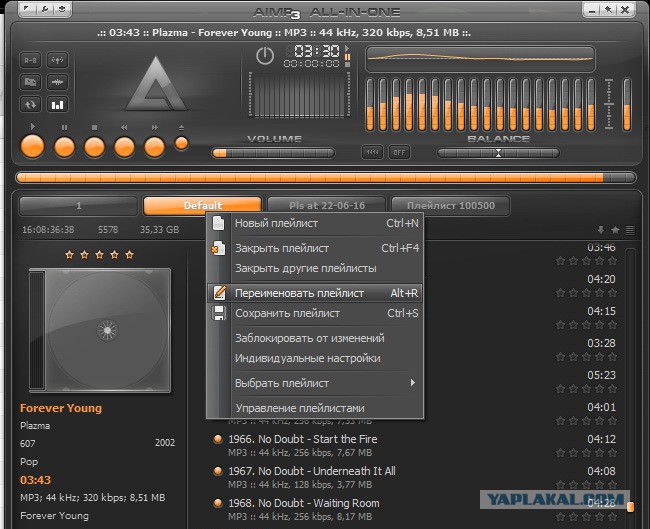 AIMP3 ALL-IN-ONE
.:: 03:43 :: Plazma - Forever Young :: MP3 :: 44 kHz, 320 kbps, 8,51 MB ::.
03:30
00:00:00
VOLUME
OFF
BALANCE
1
Default
Pls at 22-06-16
Плейлист 100500
16:08:36:38 5578 35,33 GB
Новый плейлист Ctrl+N
Закрыть плейлист Ctrl+F4
Закрыть другие плейлисты
Переименовать плейлист Alt+R
Сохранить плейлист Ctrl+S
Заблокировать от изменений
Индивидуальные настройки
Выбрать плейлист
Управление плейлистами
03:46
04:20
04:15
03:28
05:23
04:01
MP3 :: 44 kHz, 256 kbps, 7,33 MB
1966. No Doubt - Start the Fire 04:12
MP3 :: 44 kHz, 256 kbps, 7,67 MB
1967. No Doubt - Underneath It All 04:08
MP3 :: 44 kHz, 128 kbps, 3,77 MB
1968. No Doubt - Waiting Room 04:28
MP3 :: 44 kHz, 256 kbps, 8,17 MB
Forever Young
Plazma
607 2002
Pop
03:43
MP3; 44 kHz; 320 kbps; 8,51 MB
Forever Young
YAPLAKAL.COM